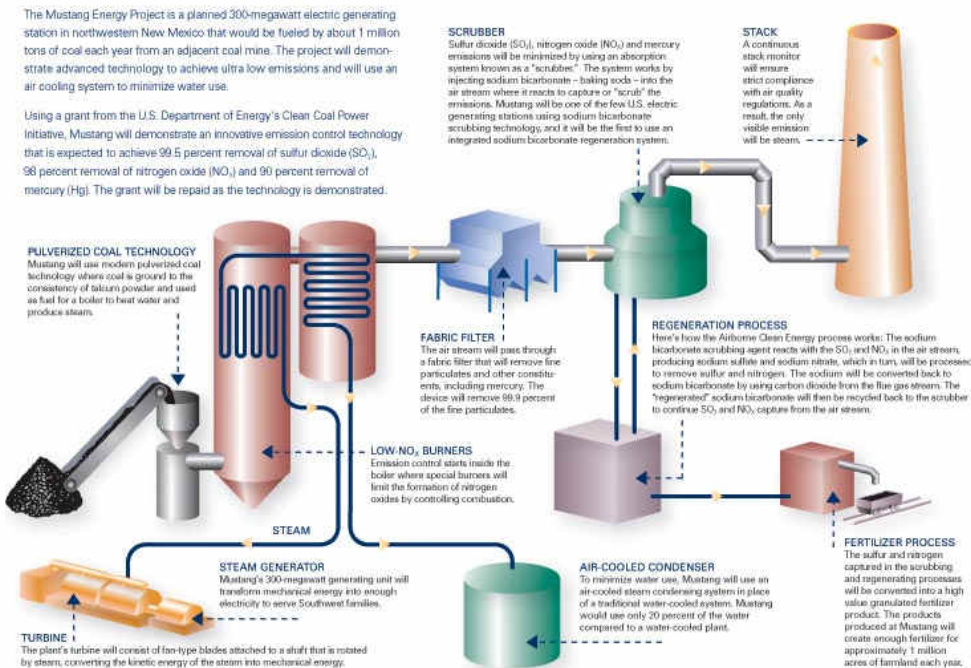 The Mustang Energy Project is a planned 300-megawatt electric generating
station in northwestern New Mexico that would be fueled by about 1 million
tons of coal each year from an adjacent coal mine. The project will demon-
strate advanced technology to achieve ultra low emissions and will use an
air cooling system to minimize water use.
Using a grant from the U.S. Department of Energy's Clean Coal Power
Initiative, Mustang will demonstrate an innovative emission control technology
that is expected to achieve 99.5 percent removal of sulfur dioxide (SO₂),
98 percent removal of nitrogen oxide (NOₓ) and 90 percent removal of
mercury (Hg). The grant will be repaid as the technology is demonstrated.
SCRUBBER
Sulfur dioxide (SO₂), nitrogen oxide (NOₓ) and mercury
emissions will be minimized by using an absorption
system known as a "scrubber." The system works by
injecting sodium bicarbonate – baking soda – into the
air stream where it reacts to capture or "scrub" the
emissions. Mustang will be one of the few U.S. electric
generating stations using sodium bicarbonate
scrubbing technology, and it will be the first to use an
integrated sodium bicarbonate regeneration system.
STACK
A continuous
stack monitor
will ensure
strict compliance
with air quality
regulations. As a
result, the only
visible emission
will be steam.
PULVERIZED COAL TECHNOLOGY
Mustang will use modern pulverized coal
technology where coal is ground to the
consistency of talcum powder and used
as fuel for a boiler to heat water and
produce steam.
FABRIC FILTER
The air stream will pass through
a fabric filter that will remove fine
particulates and other constitu-
ents, including mercury. The
device will remove 99.9 percent
of the fine particulates.
REGENERATION PROCESS
Here's how the Airborne Clean Energy process works: The sodium
bicarbonate scrubbing agent reacts with the SO₂ and NOₓ in the air stream,
producing sodium sulfate and sodium nitrate, which in turn, will be processed
to remove sulfur and nitrogen. The sodium will be converted back to
sodium bicarbonate by using carbon dioxide from the flue gas stream. The
"regenerated" sodium bicarbonate will then be recycled back to the scrubber
to continue SO₂ and NOₓ capture from the air stream.
LOW-NOₓ BURNERS
Emission control starts inside the
boiler where special burners will
limit the formation of nitrogen
oxides by controlling combustion.
STEAM
STEAM GENERATOR
Mustang's 300-megawatt generating unit will
transform mechanical energy into enough
electricity to serve Southwest families.
AIR-COOLED CONDENSER
To minimize water use, Mustang will use an
air-cooled steam condensing system in place
of a traditional water-cooled system. Mustang
would use only 20 percent of the water
compared to a water-cooled plant.
FERTILIZER PROCESS
The sulfur and nitrogen
captured in the scrubbing
and regenerating processes
will be converted into a high
value granulated fertilizer
product. The products
produced at Mustang will
create enough fertilizer for
approximately 1 million
acres of farmland each year.
TURBINE
The plant's turbine will consist of fan-type blades attached to a shaft that is rotated
by steam, converting the kinetic energy of the steam into mechanical energy.